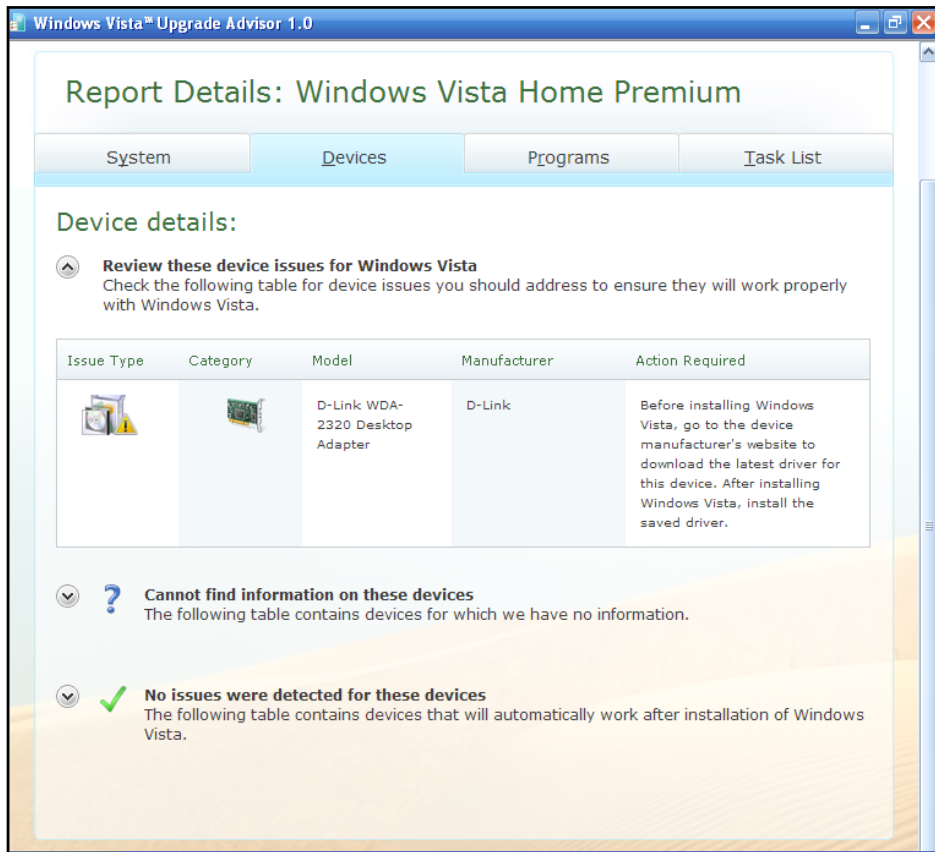 Windows Vista™ Upgrade Advisor 1.0
Report Details: Windows Vista Home Premium
System Devices Programs Task List
Device details:
Review these device issues for Windows Vista
Check the following table for device issues you should address to ensure they will work properly
with Windows Vista.
Issue Type Category Model Manufacturer Action Required
D-Link WDA-
2320 Desktop
Adapter
D-Link
Before installing Windows
Vista, go to the device
manufacturer's website to
download the latest driver for
this device. After installing
Windows Vista, install the
saved driver.
Cannot find information on these devices
The following table contains devices for which we have no information.
No issues were detected for these devices
The following table contains devices that will automatically work after installation of Windows
Vista.